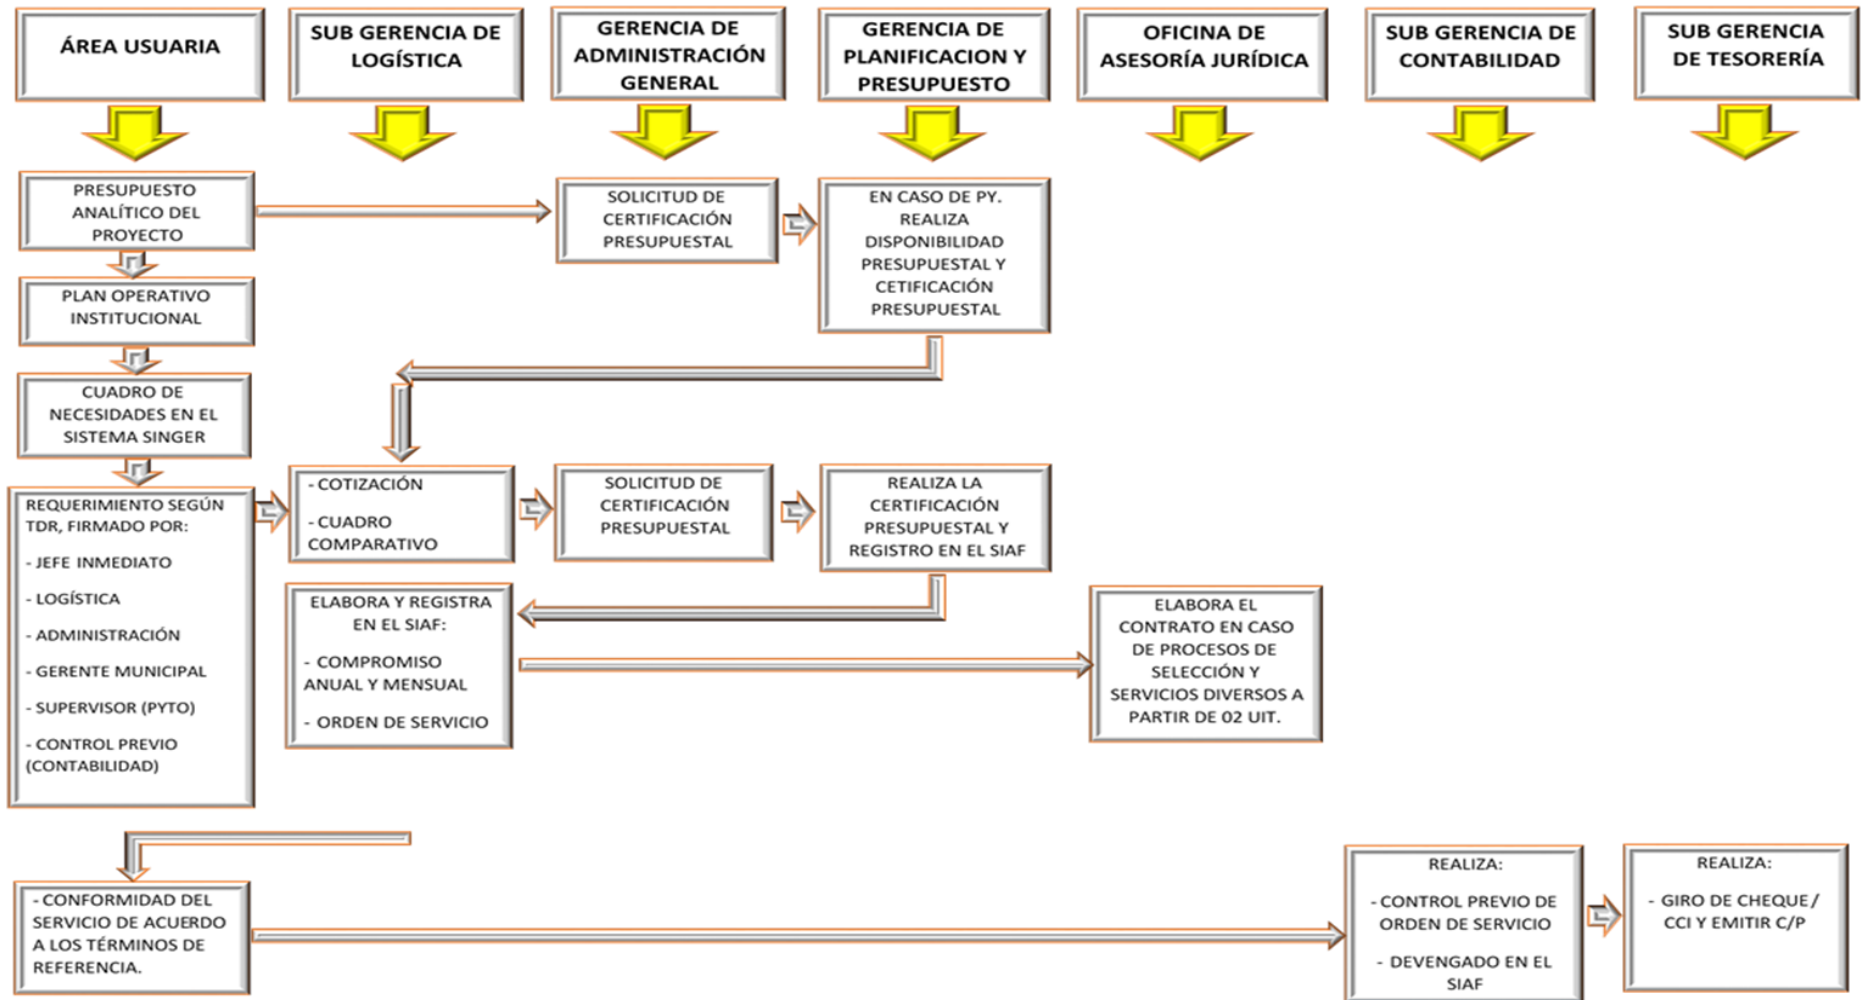 ÁREA USUARIA
SUB GERENCIA DE
LOGÍSTICA
GERENCIA DE
ADMINISTRACIÓN
GENERAL
GERENCIA DE
PLANIFICACION Y
PRESUPUESTO
OFICINA DE
ASESORÍA JURÍDICA
SUB GERENCIA DE
CONTABILIDAD
SUB GERENCIA
DE TESORERÍA
PRESUPUESTO
ANALÍTICO DEL
PROYECTO
SOLICITUD DE
CERTIFICACIÓN
PRESUPUESTAL
EN CASO DE PY.
REALIZA
DISPONIBILIDAD
PRESUPUESTAL Y
CETIFICACIÓN
PRESUPUESTAL
PLAN OPERATIVO
INSTITUCIONAL
CUADRO DE
NECESIDADES EN EL
SISTEMA SINGER
REQUERIMIENTO SEGÚN
TDR, FIRMADO POR:
- JEFE INMEDIATO
- LOGÍSTICA
- ADMINISTRACIÓN
- GERENTE MUNICIPAL
- SUPERVISOR (PYTO)
- CONTROL PREVIO
(CONTABILIDAD)
- COTIZACIÓN
- CUADRO
COMPARATIVO
SOLICITUD DE
CERTIFICACIÓN
PRESUPUESTAL
REALIZA LA
CERTIFICACIÓN
PRESUPUESTAL Y
REGISTRO EN EL SIAF
ELABORA Y REGISTRA
EN EL SIAF:
- COMPROMISO
ANUAL Y MENSUAL
- ORDEN DE SERVICIO
ELABORA EL
CONTRATO EN CASO
DE PROCESOS DE
SELECCIÓN Y
SERVICIOS DIVERSOS A
PARTIR DE 02 UIT.
- CONFORMIDAD DEL
SERVICIO DE ACUERDO
A LOS TÉRMINOS DE
REFERENCIA.
REALIZA:
- CONTROL PREVIO DE
ORDEN DE SERVICIO
- DEVENGADO EN EL
SIAF
REALIZA:
- GIRO DE CHEQUE /
CCI Y EMITIR C/P